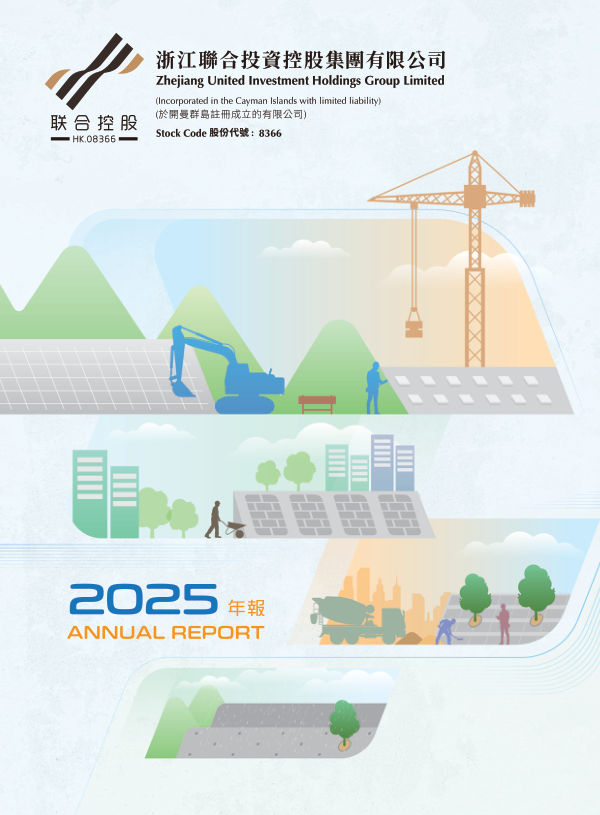 浙江聯合投資控股集團有限公司
Zhejiang United Investment Holdings Group Limited
(Incorporated in the Cayman Islands with limited liability)
(於開曼群島註冊成立的有限公司)
Stock Code 股份代號 : 8366
联合控股
HK.08366
2025 年報
ANNUAL REPORT